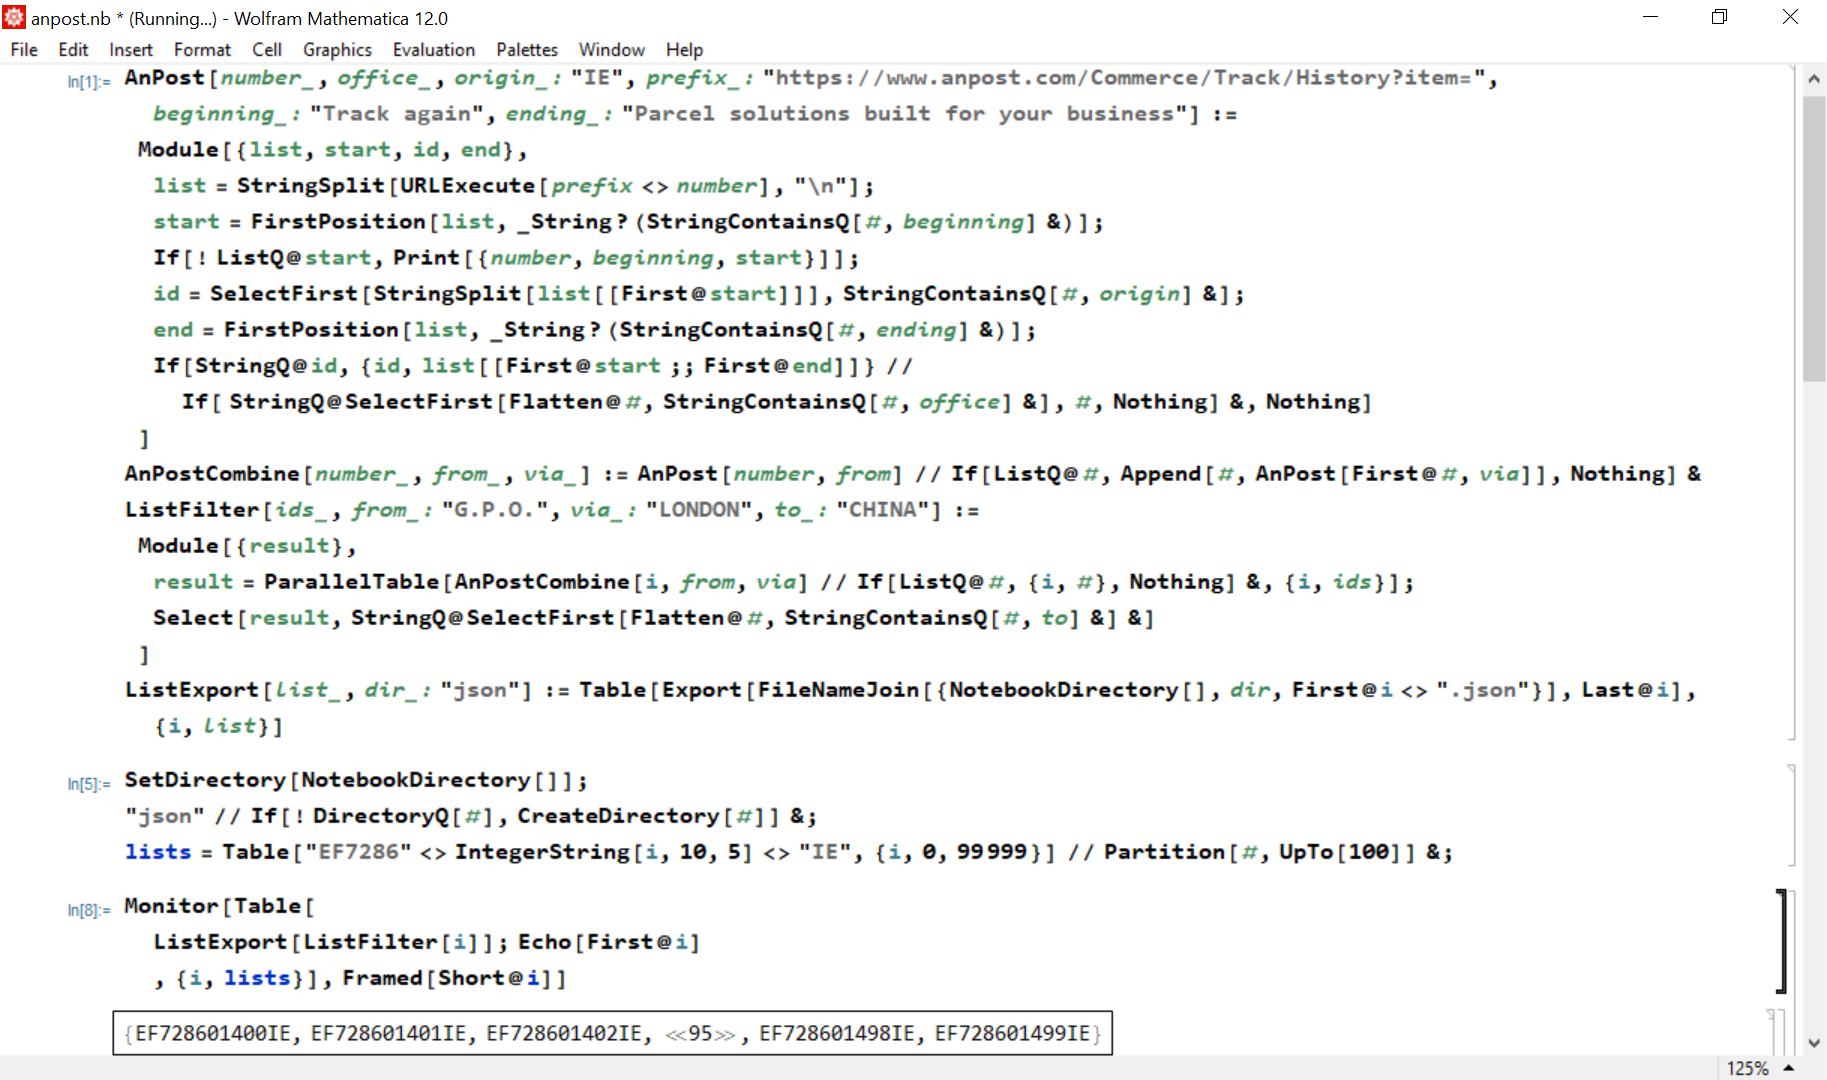 anpost.nb * (Running...) - Wolfram Mathematica 12.0
File Edit Insert Format Cell Graphics Evaluation Palettes Window Help
In[1]:= AnPost[number_, office_, origin_: "IE", prefix_: "https://www.anpost.com/Commerce/Track/History?item=",
beginning_: "Track again", ending_: "Parcel solutions built for your business"] :=
Module[{list, start, id, end},
list = StringSplit[URLExecute[prefix <> number], "\n"];
start = FirstPosition[list, _String? (StringContainsQ[#, beginning] &)];
If[! ListQ@start, Print[{number, beginning, start}]];
id = SelectFirst[StringSplit[list[[First@start]]], StringContainsQ[#, origin] &];
end = FirstPosition[list, _String? (StringContainsQ[#, ending] &)];
If[StringQ@id, {id, list[[First@start ;; First@end]]} //
If[ StringQ@SelectFirst[Flatten@#, StringContainsQ[#, office] &], #, Nothing] &, Nothing]
]
AnPostCombine[number_, from_, via_] := AnPost[number, from] // If[ListQ@#, Append[#, AnPost[First@#, via]], Nothing] &
ListFilter[ids_, from_: "G.P.O.", via_: "LONDON", to_: "CHINA"] :=
Module[{result},
result = ParallelTable[AnPostCombine[i, from, via] // If[ListQ@#, {i, #}, Nothing] &, {i, ids}];
Select[result, StringQ@SelectFirst[Flatten@#, StringContainsQ[#, to] &] &]
]
ListExport[list_, dir_: "json"] := Table[Export[FileNameJoin[{NotebookDirectory[], dir, First@i <> ".json"}], Last@i],
{i, list}]
In[5]:= SetDirectory[NotebookDirectory[]];
"json" // If[! DirectoryQ[#], CreateDirectory[#]] &;
lists = Table["EF7286" <> IntegerString[i, 10, 5] <> "IE", {i, 0, 99999}] // Partition[#, UpTo[100]] &;
In[8]:= Monitor[Table[
ListExport[ListFilter[i]]; Echo[First@i]
, {i, lists}], Framed[Short@i]]
{EF728601400IE, EF728601401IE, EF728601402IE, <<95>>, EF728601498IE, EF728601499IE}
125%